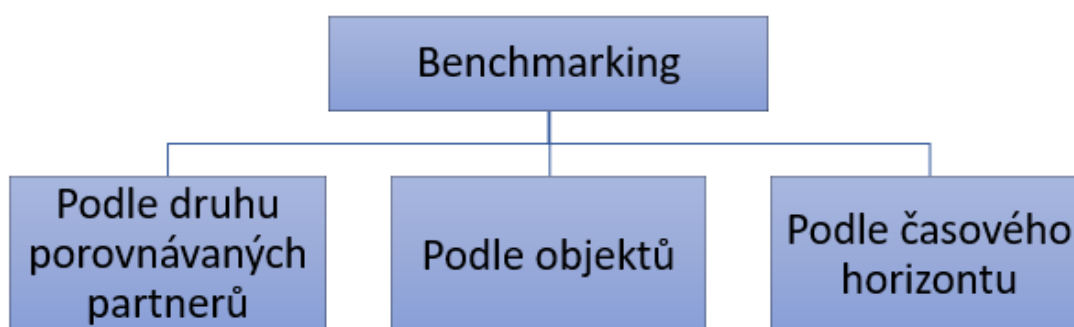 Benchmarking
Podle druhu
porovnávaných
partnerů
Podle objektů
Podle časového
horizontu